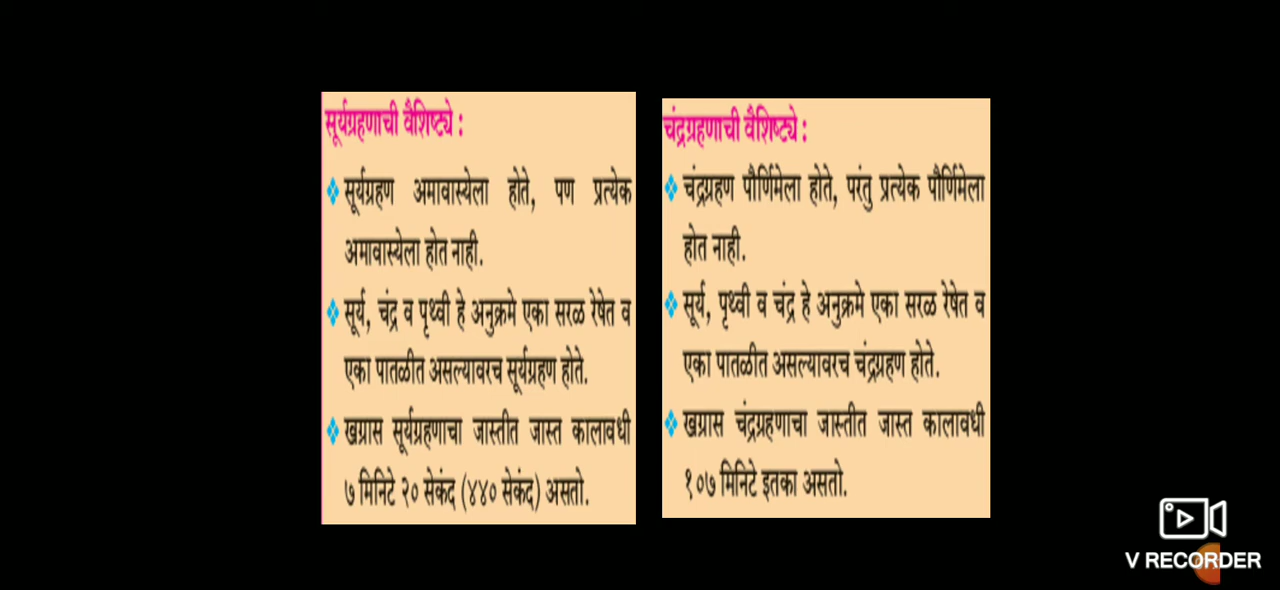 सूर्यग्रहणाची वैशिष्ट्ये :
सूर्यग्रहण अमावास्येला होते, पण प्रत्येक
अमावास्येला होत नाही.
सूर्य, चंद्र व पृथ्वी हे अनुक्रमे एका सरळ रेषेत व
एका पातळीत असल्यावरच सूर्यग्रहण होते.
खग्रास सूर्यग्रहणाचा जास्तीत जास्त कालावधी
७ मिनिटे २० सेकंद (४४० सेकंद) असतो.
चंद्रग्रहणाची वैशिष्ट्ये :
चंद्रग्रहण पौर्णिमेला होते, परंतु प्रत्येक पौर्णिमेला
होत नाही.
सूर्य, पृथ्वी व चंद्र हे अनुक्रमे एका सरळ रेषेत व
एका पातळीत असल्यावरच चंद्रग्रहण होते.
खग्रास चंद्रग्रहणाचा जास्तीत जास्त कालावधी
१०७ मिनिटे इतका असतो.
V RECORDER